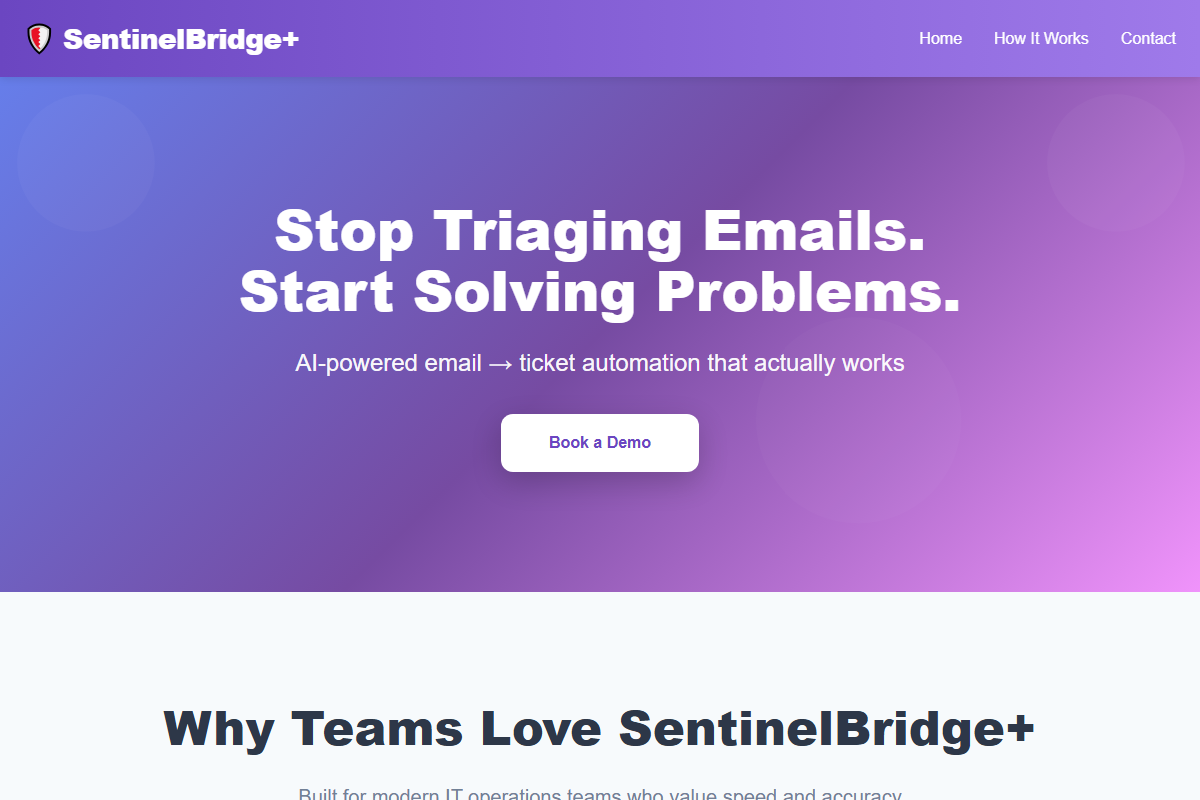 SentinelBridge+
Home
How It Works
Contact
Stop Triaging Emails.
Start Solving Problems.
AI-powered email → ticket automation that actually works
Book a Demo
Why Teams Love SentinelBridge+
Built for modern IT operations teams who value speed and accuracy